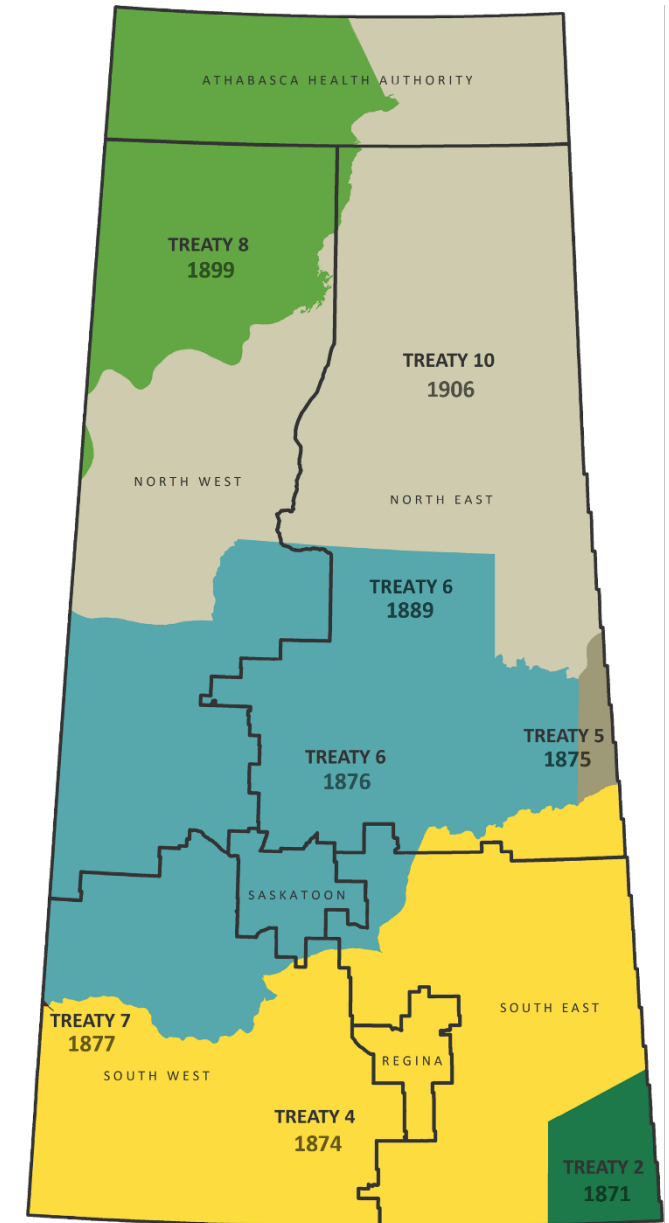 ATHABASCA HEALTH AUTHORITY
TREATY 8
1899
TREATY 10
1906
NORTH WEST
NORTH EAST
TREATY 6
1889
TREATY 5
1875
TREATY 6
1876
SASKATOON
SOUTH EAST
TREATY 7
1877
REGINA
SOUTH WEST
TREATY 4
1874
TREATY 2
1871